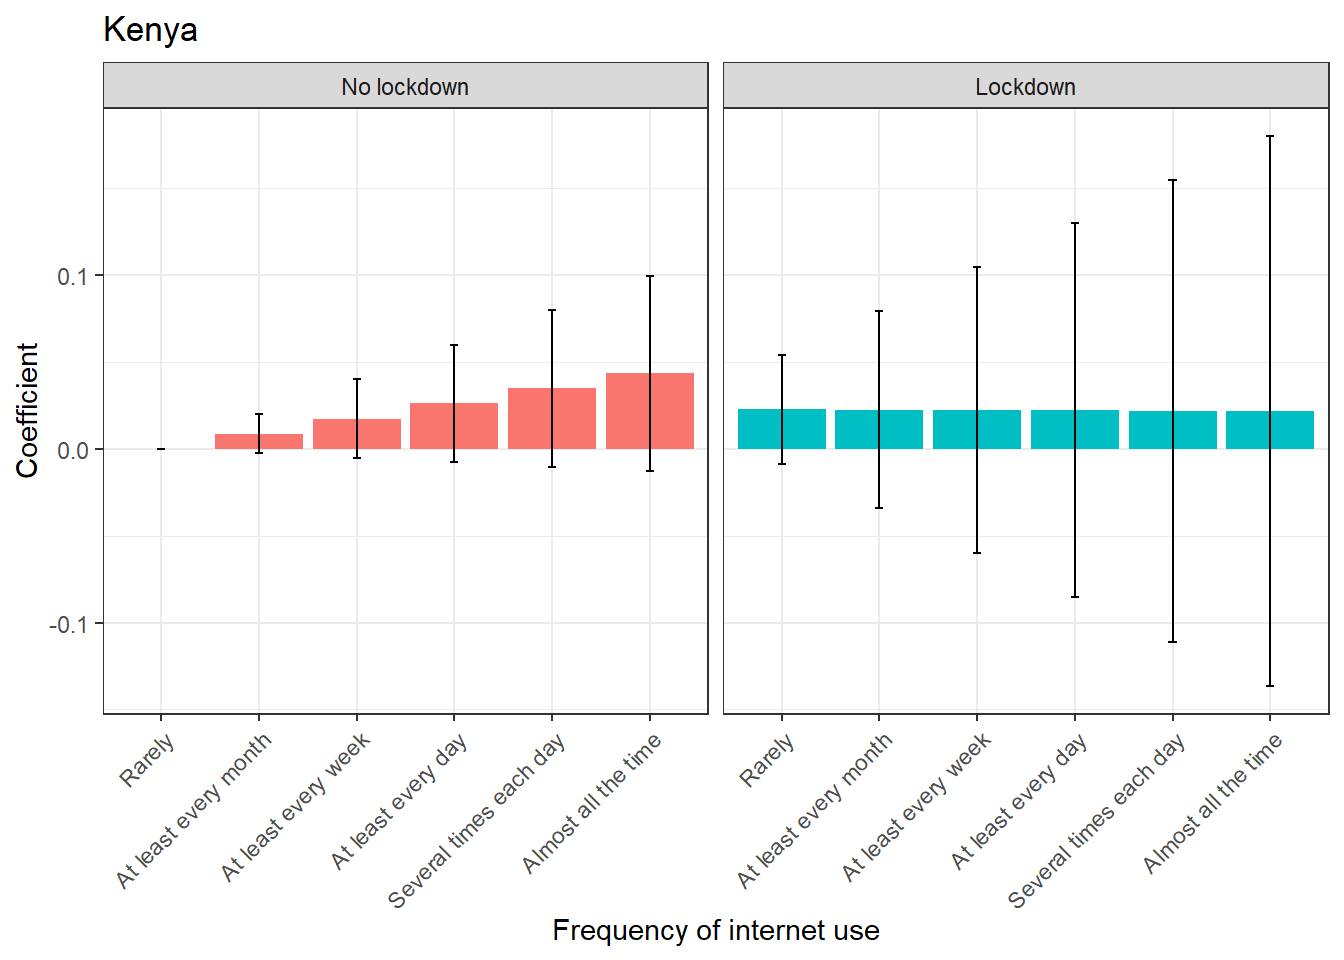 Kenya
No lockdown
Lockdown
Coefficient
0.1
0.0
-0.1
Rarely
At least every month
At least every week
At least every day
Several times each day
Almost all the time
Rarely
At least every month
At least every week
At least every day
Several times each day
Almost all the time
Frequency of internet use